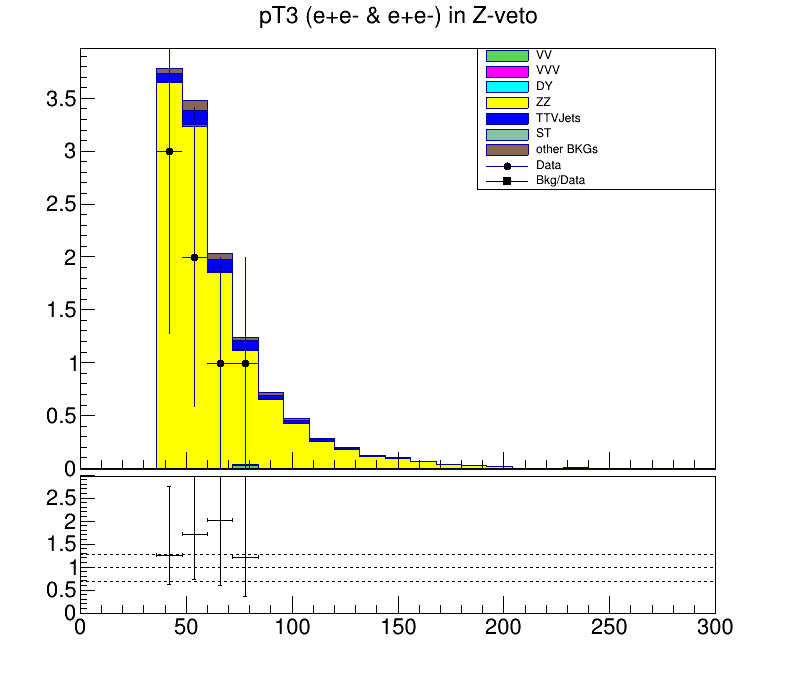 pT3 (e+e- & e+e-) in Z-veto
VV
VVV
DY
ZZ
TTVJets
ST
other BKGs
Data
Bkg/Data
3.5
3
2.5
2
1.5
1
0.5
0
2.5
2
1.5
1
0.5
0
0 50 100 150 200 250 300